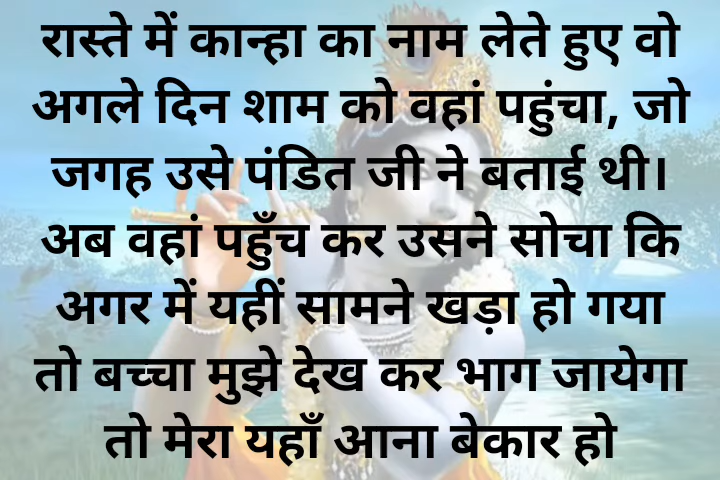 रास्ते में कान्हा का नाम लेते हुए वो
अगले दिन शाम को वहां पहुंचा, जो
जगह उसे पंडित जी ने बताई थी।
अब वहां पहुँच कर उसने सोचा कि
अगर में यहीं सामने खड़ा हो गया
तो बच्चा मुझे देख कर भाग जायेगा
तो मेरा यहाँ आना बेकार हो